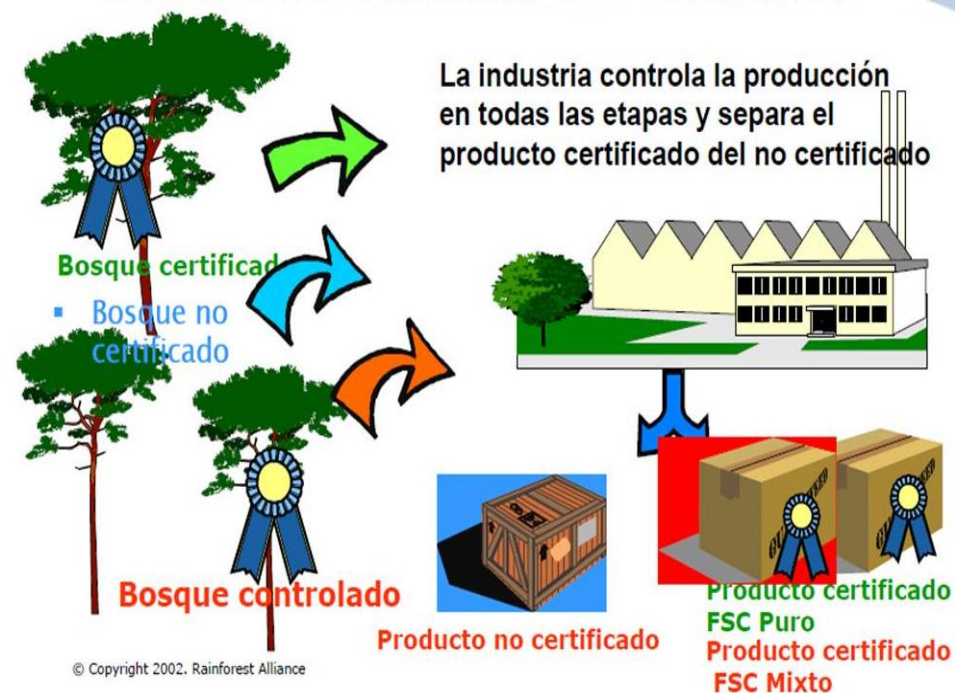 La industria controla la producción
en todas las etapas y separa el
producto certificado del no certificado
Bosque certificad
▪ Bosque no
certificado
Bosque controlado
Producto no certificado
Producto certificado
FSC Puro
Producto certificado
FSC Mixto
© Copyright 2002. Rainforest Alliance